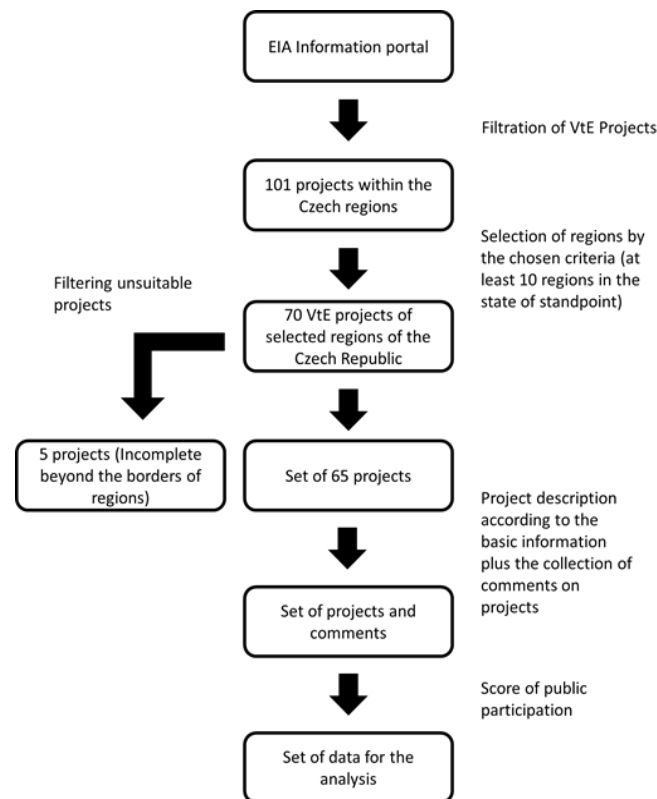 EIA Information portal
Filtration of VtE Projects
101 projects within the
Czech regions
Selection of regions by
the chosen criteria (at
least 10 regions in the
state of standpoint)
Filtering unsuitable
projects
70 VtE projects of
selected regions of the
Czech Republic
5 projects (Incomplete
beyond the borders of
regions)
Set of 65 projects
Project description
according to the
basic information
plus the collection of
comments on
projects
Set of projects and
comments
Score of public
participation
Set of data for the
analysis